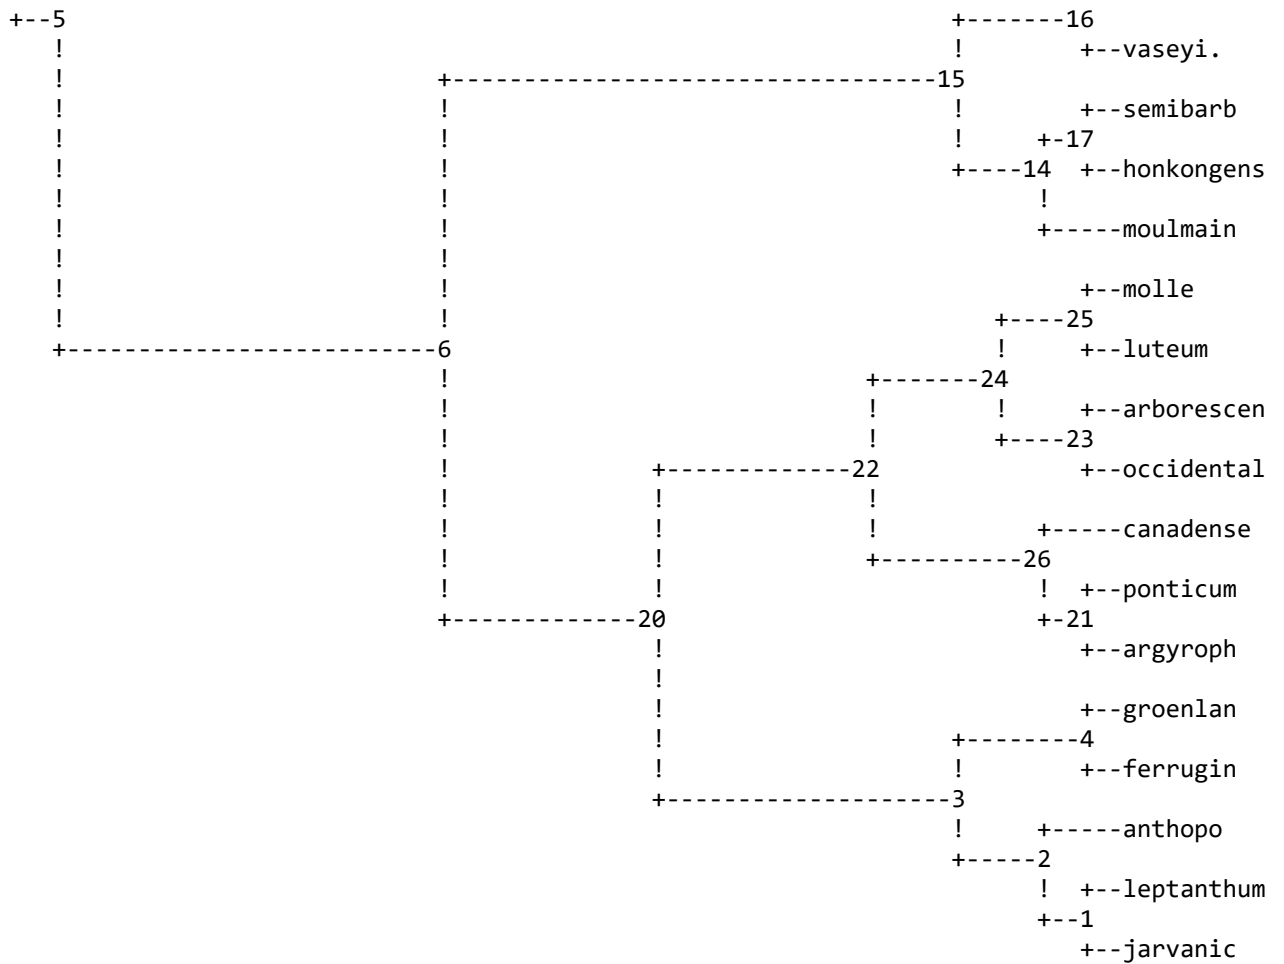 +--5                                                          +-------16
   !                                                          !       +--vaseyi.
   !                          +----------------------------------15
   !                          !                                   !       +--semibarb
   !                          !                                   !    +-17
   !                          !                                   +----14  +--honkongens
   !                          !                                        !
   !                          !                                        +-----moulmain
   !                          !
   !                          !                                           +--molle
   !                          !                                     +----25
   +--------------------------6                                     !     +--luteum
                              !                             +-------24
                              !                             !       !     +--arborescen
                              !                             !       +----23
                              !              +-------------22             +--occidental
                              !              !              !
                              !              !              !          +-----canadense
                              !              !              +----------26
                              !              !                         !  +--ponticum
                              +-------------20                         +-21
                                             !                            +--argyroph
                                             !
                                             !                            +--groenlan
                                             !                    +--------4
                                             !                    !       +--ferrugin
                                             +--------------------3
                                                                  !    +-----anthopo
                                                                  +-----2
                                                                       !  +--leptanthum
                                                                       +--1
                                                                          +--jarvanic